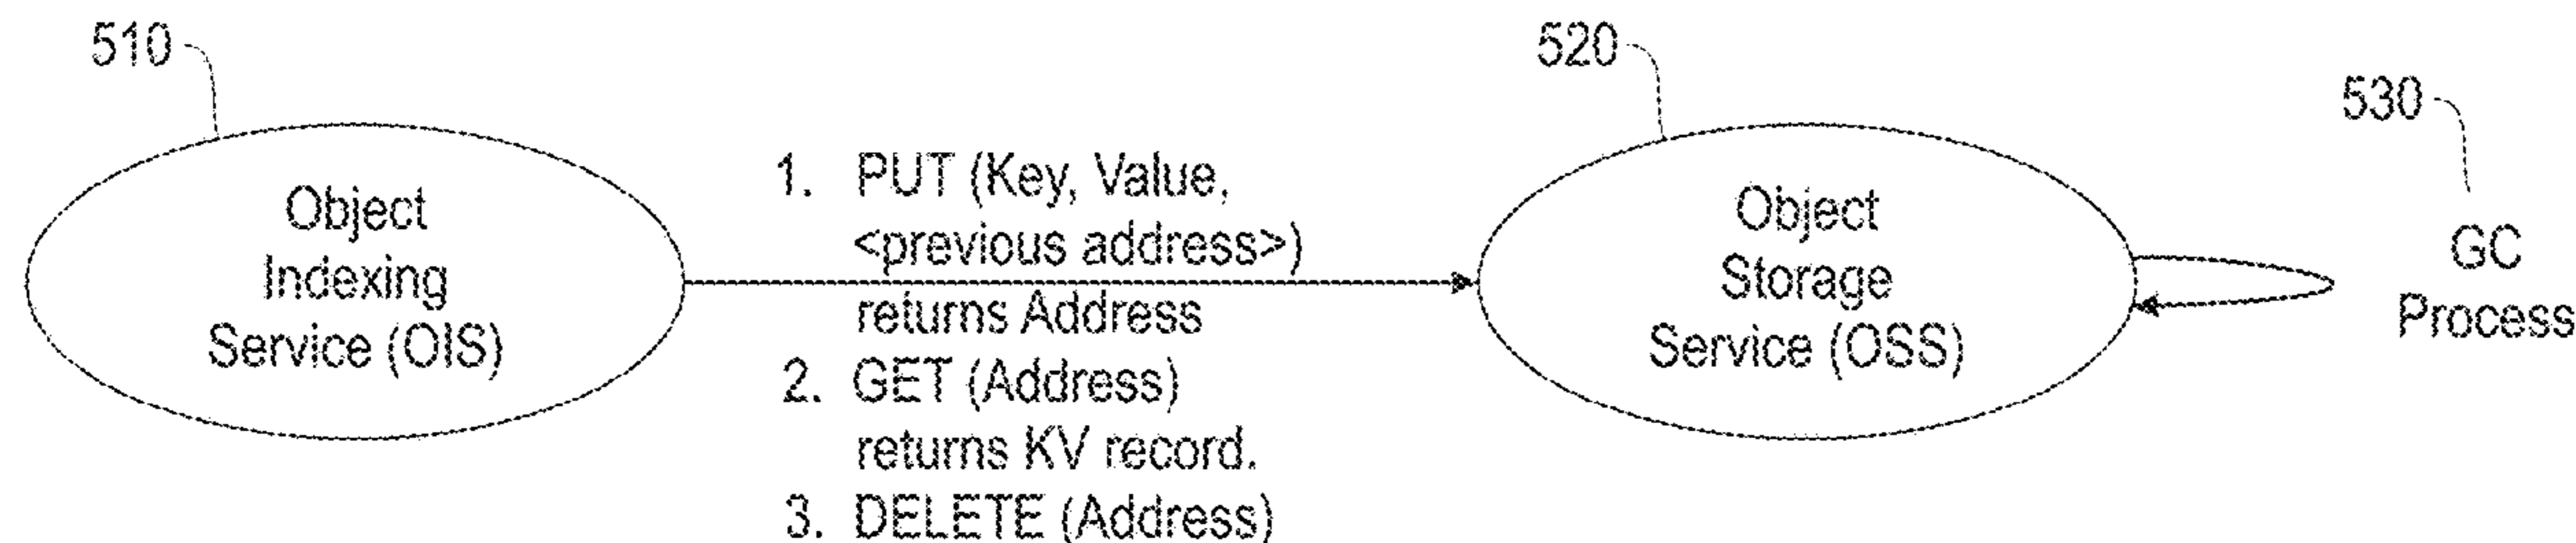 510
520
530
Object
Indexing
Service (OIS)
1. PUT (Key, Value,
<previous address>)
returns Address
2. GET (Address)
returns KV record.
3. DELETE (Address)
Object
Storage
Service (OSS)
GC
Process